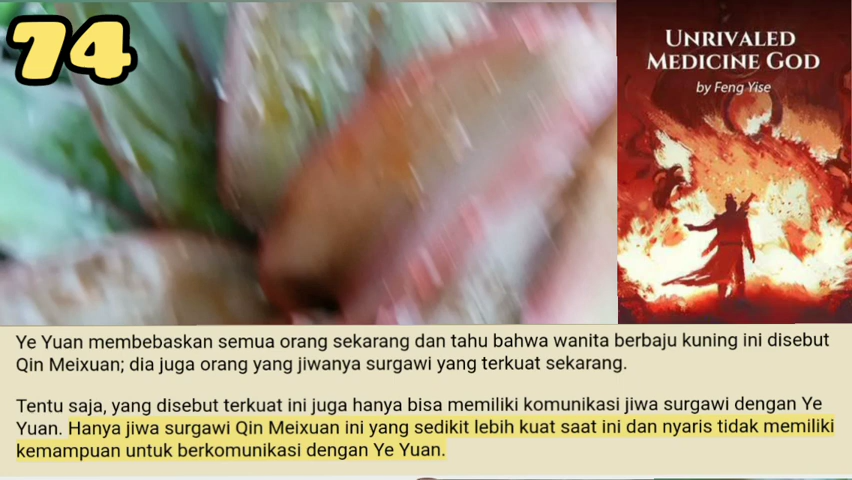 74
UNRIVALED
MEDICINE GOD
by Feng Yise
Ye Yuan membebaskan semua orang sekarang dan tahu bahwa wanita berbaju kuning ini disebut
Qin Meixuan; dia juga orang yang jiwanya surgawi yang terkuat sekarang.
Tentu saja, yang disebut terkuat ini juga hanya bisa memiliki komunikasi jiwa surgawi dengan Ye
Yuan. Hanya jiwa surgawi Qin Meixuan ini yang sedikit lebih kuat saat ini dan nyaris tidak memiliki
kemampuan untuk berkomunikasi dengan Ye Yuan.